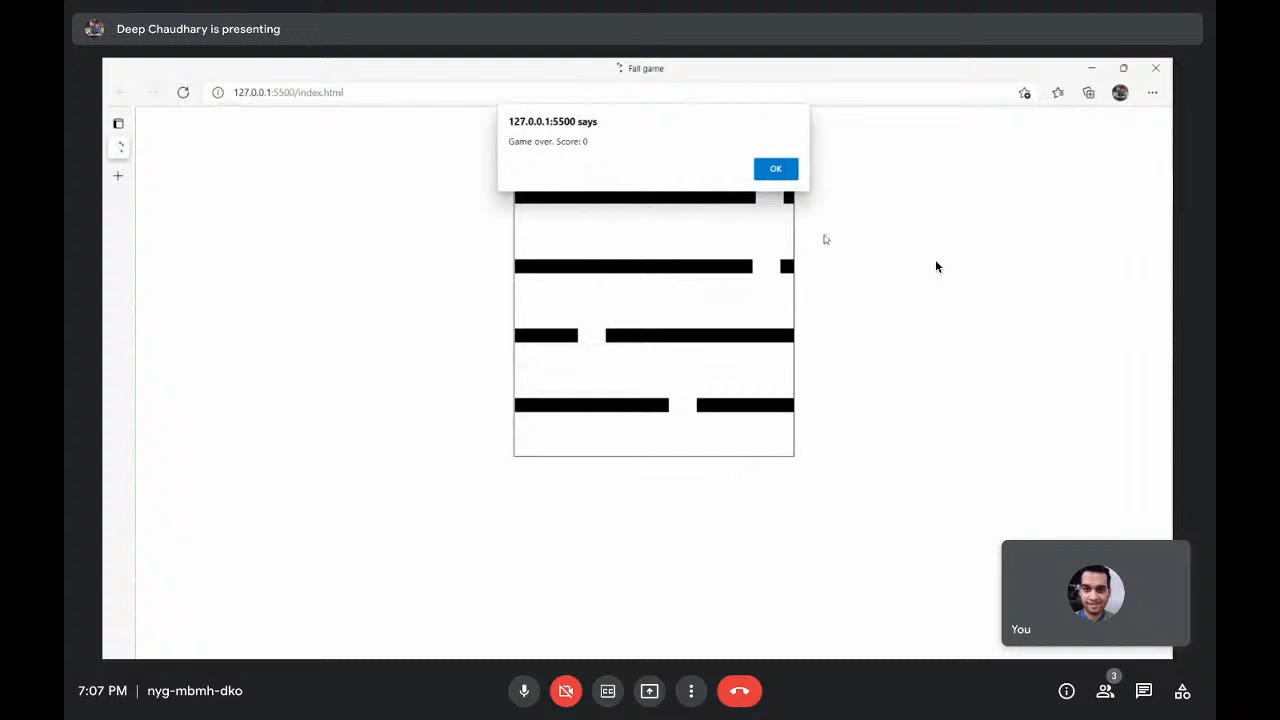 Deep Chaudhary is presenting
Fall game
127.0.0.1:5500/index.html
127.0.0.1:5500 says
Game over. Score: 0
OK
You
3
7:07 PM | nyg-mbmh-dko